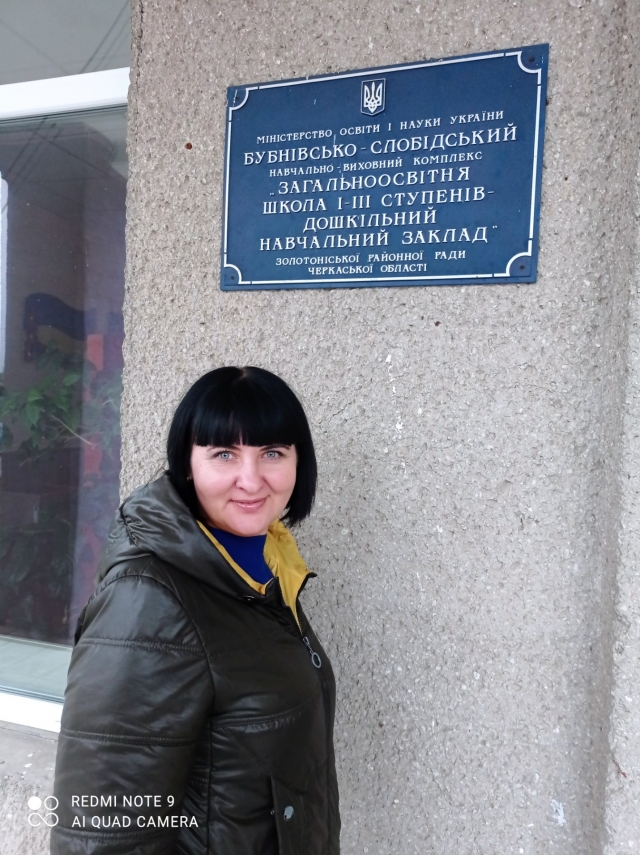 МІНІСТЕРСТВО ОСВІТИ І НАУКИ УКРАЇНИ
БУБНІВСЬКО-СЛОБІДСЬКИЙ
НАВЧАЛЬНО-ВИХОВНИЙ КОМПЛЕКС
„ЗАГАЛЬНООСВІТНЯ
ШКОЛА І-ІІІ СТУПЕНІВ-
ДОШКІЛЬНИЙ
НАВЧАЛЬНИЙ ЗАКЛАД"
ЗОЛОТОНІСЬКОЇ РАЙОННОЇ РАДИ
ЧЕРКАСЬКОЇ ОБЛАСТІ
REDMI NOTE 9
AI QUAD CAMERA